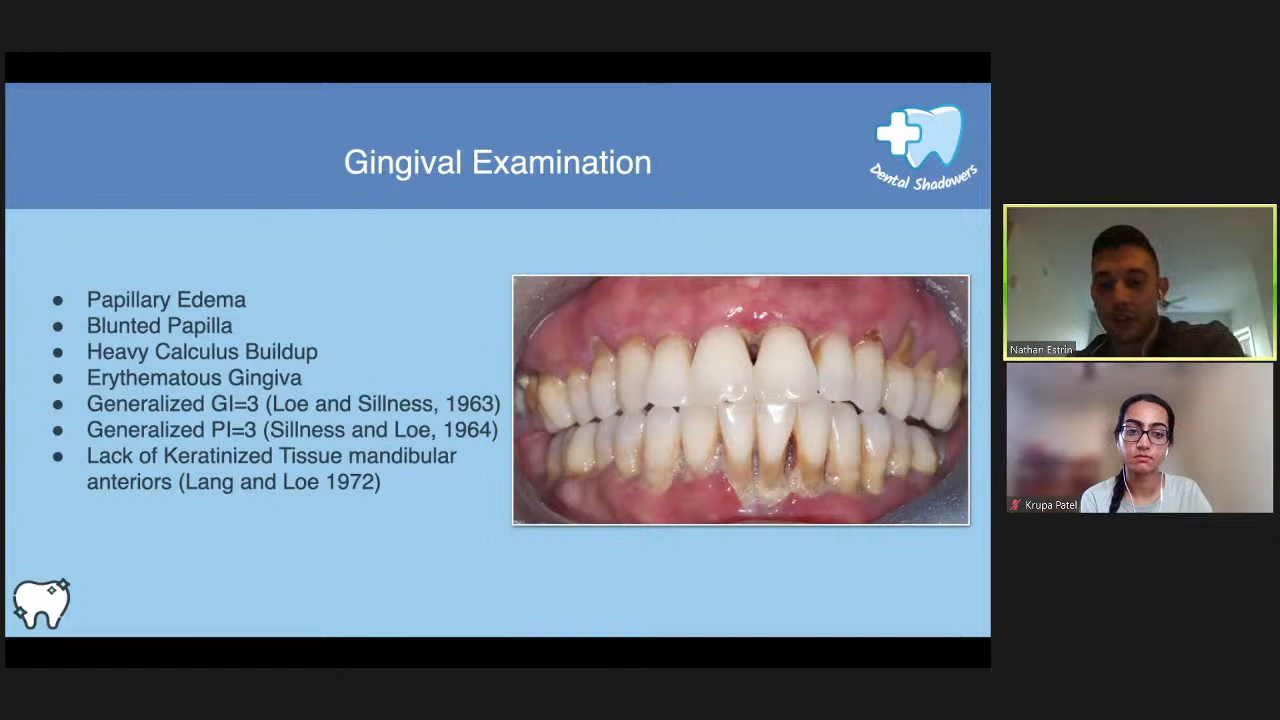 Gingival Examination
Dental Shadowers
● Papillary Edema
● Blunted Papilla
● Heavy Calculus Buildup
● Erythematous Gingiva
● Generalized GI=3 (Loe and Sillness, 1963)
● Generalized PI=3 (Sillness and Loe, 1964)
● Lack of Keratinized Tissue mandibular
anteriors (Lang and Loe 1972)
Nathan Estrin
Krupa Patel